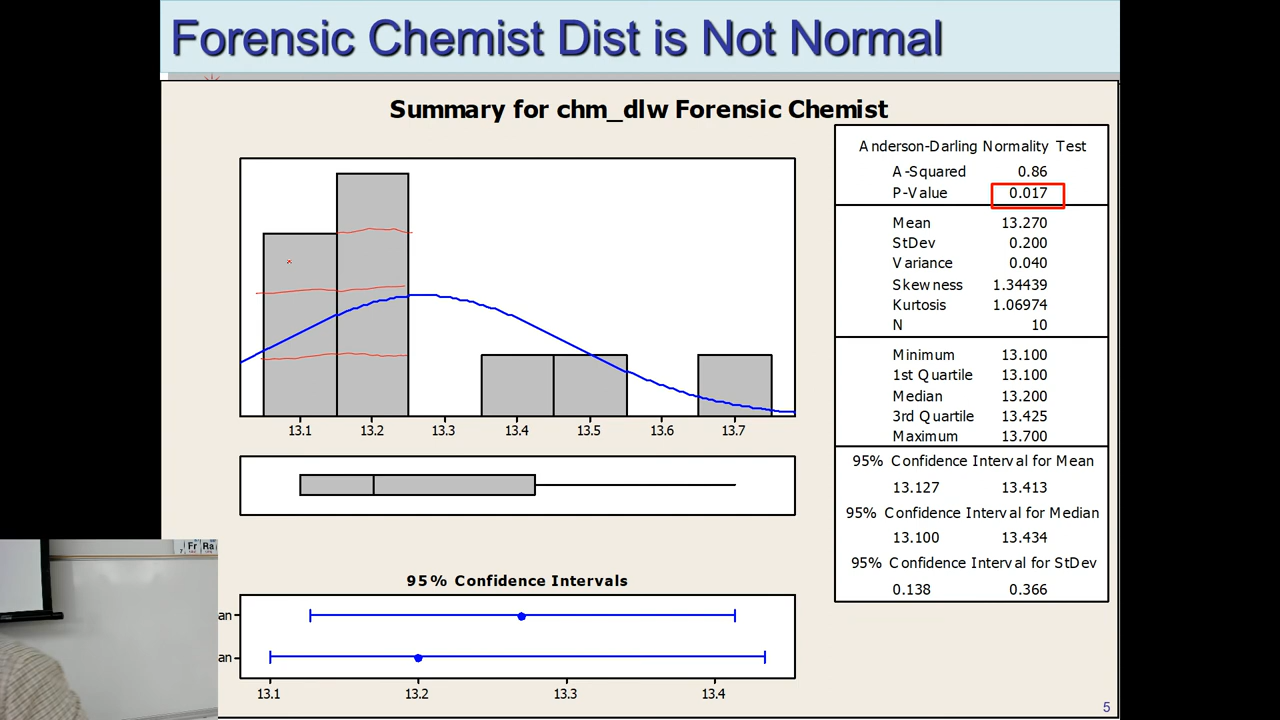 Forensic Chemist Dist is Not Normal
Summary for chm_dlw Forensic Chemist
Anderson-Darling Normality Test
A-Squared 0.86
P-Value 0.017
Mean 13.270
StDev 0.200
Variance 0.040
Skewness 1.34439
Kurtosis 1.06974
N 10
Minimum 13.100
1st Quartile 13.100
Median 13.200
3rd Quartile 13.425
Maximum 13.700
95% Confidence Interval for Mean
13.127 13.413
95% Confidence Interval for Median
13.100 13.434
95% Confidence Interval for StDev
0.138 0.366
13.1 13.2 13.3 13.4 13.5 13.6 13.7
95% Confidence Intervals
an
an
13.1 13.2 13.3 13.4
Fr Ra
5